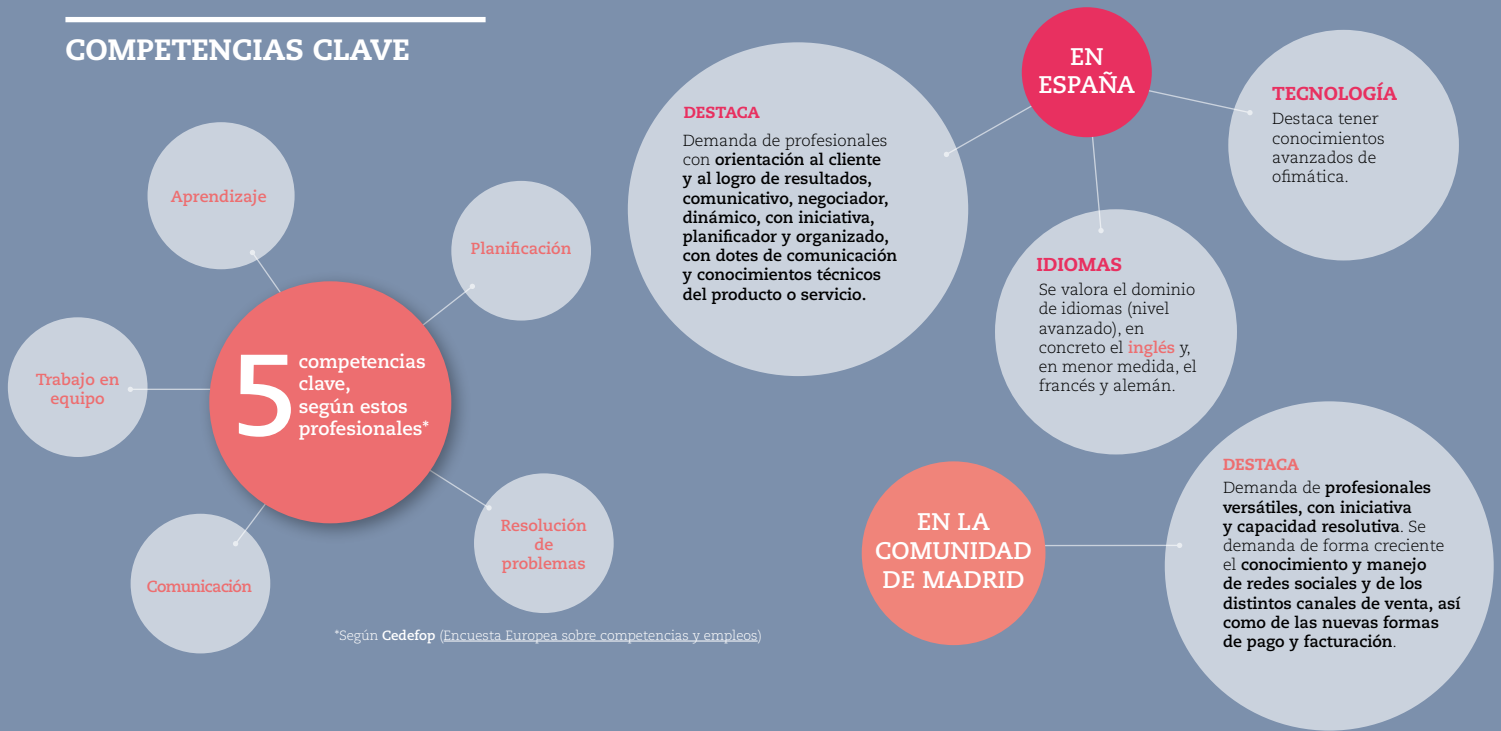 COMPETENCIAS CLAVE
Aprendizaje
Planificación
Trabajo en
equipo
5
competencias
clave,
según estos
profesionales*
Comunicación
Resolución
de
problemas
*Según Cedefop (Encuesta Europea sobre competencias y empleos)
EN
ESPAÑA
DESTACA
Demanda de profesionales
con orientación al cliente
y al logro de resultados,
comunicativo, negociador,
dinámico, con iniciativa,
planificador y organizado,
con dotes de comunicación
y conocimientos técnicos
del producto o servicio.
TECNOLOGÍA
Destaca tener
conocimientos
avanzados de
ofimática.
IDIOMAS
Se valora el dominio
de idiomas (nivel
avanzado), en
concreto el inglés y,
en menor medida, el
francés y alemán.
EN LA
COMUNIDAD
DE MADRID
DESTACA
Demanda de profesionales
versátiles, con iniciativa
y capacidad resolutiva. Se
demanda de forma creciente
el conocimiento y manejo
de redes sociales y de los
distintos canales de venta, así
como de las nuevas formas
de pago y facturación.